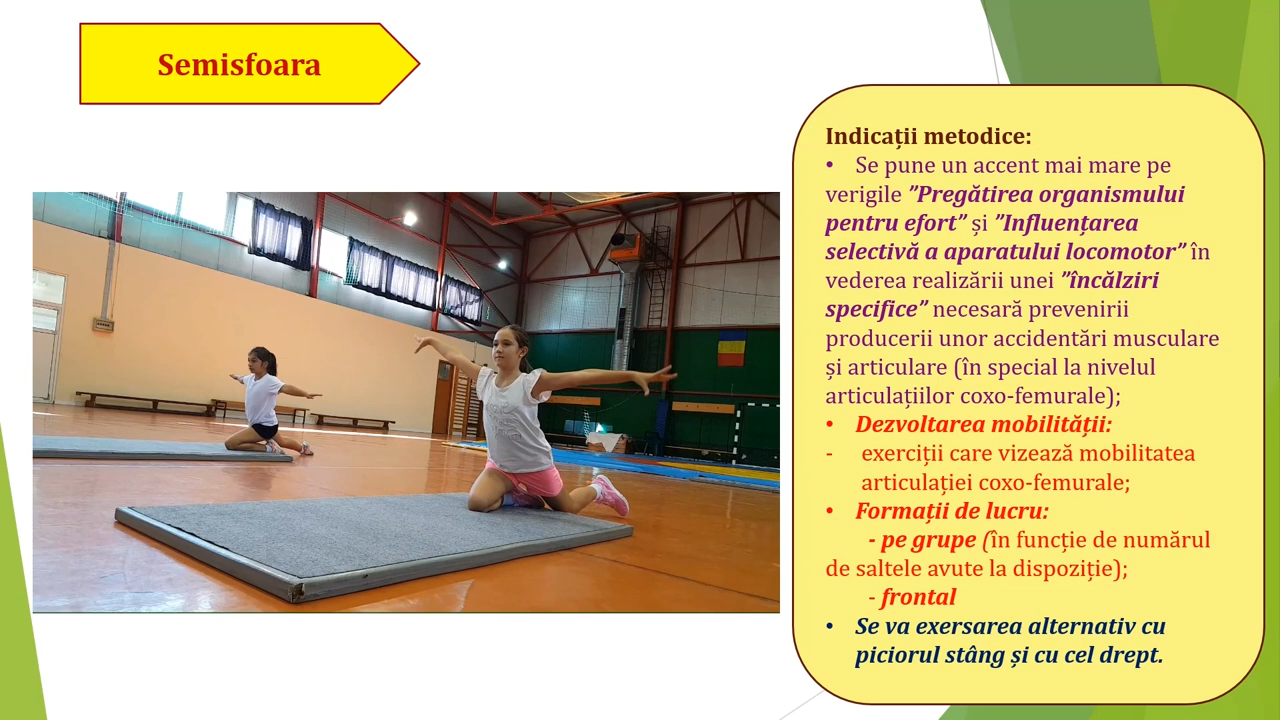 Semisfoara
Indicații metodice:
• Se pune un accent mai mare pe
verigile ”Pregătirea organismului
pentru efort” și ”Influențarea
selectivă a aparatului locomotor” în
vederea realizării unei ”încălziri
specifice” necesară prevenirii
producerii unor accidentări musculare
și articulare (în special la nivelul
articulațiilor coxo-femurale);
• Dezvoltarea mobilității:
- exerciții care vizează mobilitatea
articulației coxo-femurale;
• Formații de lucru:
- pe grupe (în funcție de numărul
de saltele avute la dispoziție);
- frontal
• Se va exersarea alternativ cu
piciorul stâng și cu cel drept.